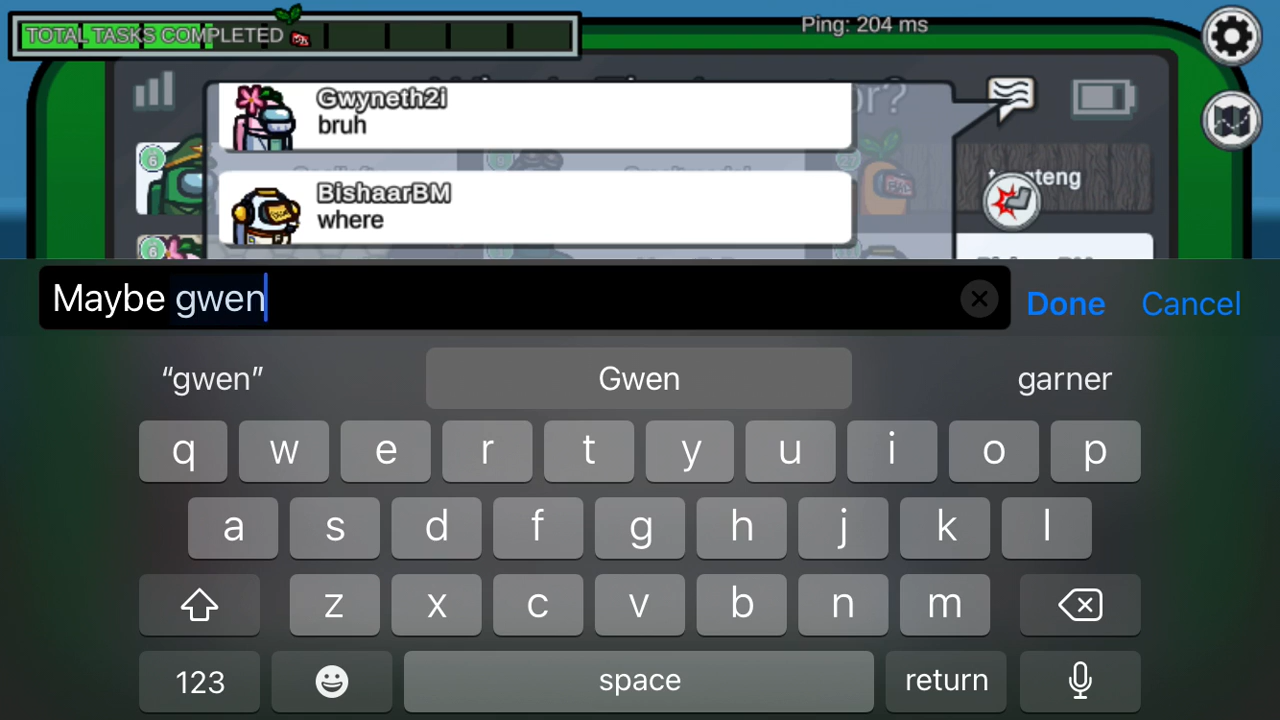 TOTAL TASKS COMPLETED
Ping: 204 ms
Gwyneth2i
bruh
BishaarBM
where
Maybe gwen
Done
Cancel
“gwen”
Gwen
garner
q w e r t y u i o p
a s d f g h j k l
z x c v b n m
123
space
return